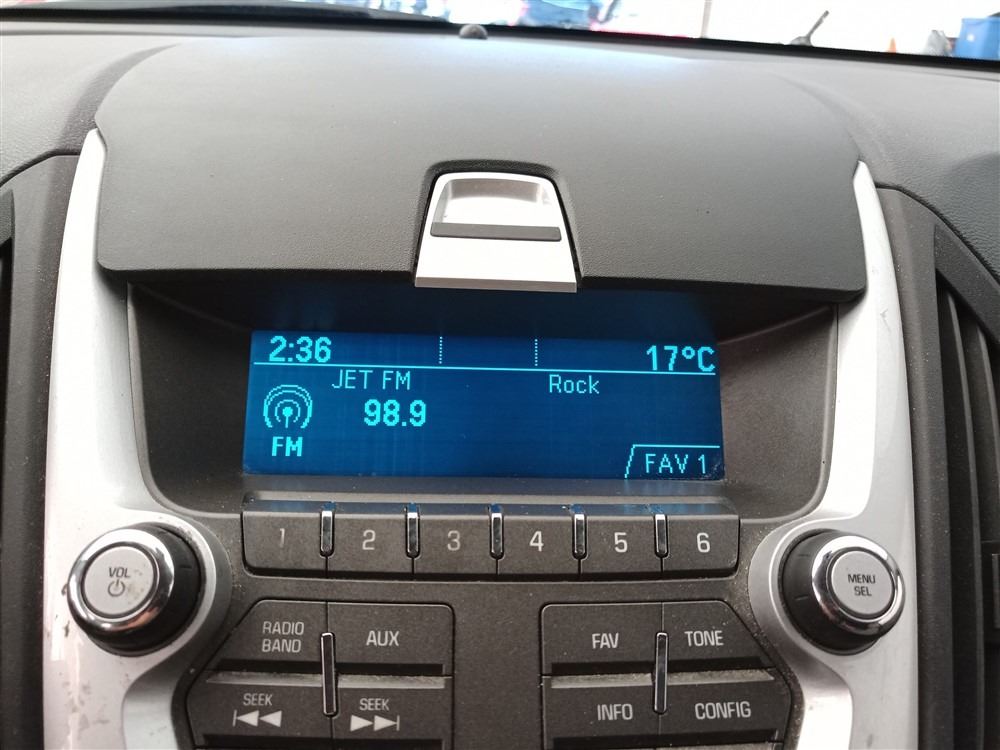 2:36 17°C
JET FM Rock
98.9
FM
FAV 1
1 2 3 4 5 6
VOL
MENU
SEL
RADIO
BAND
AUX
FAV
TONE
SEEK
SEEK
INFO
CONFIG